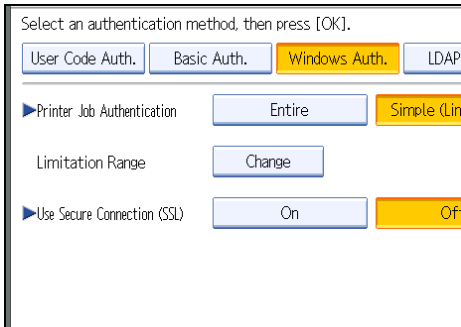 Select an authentication method, then press [OK].
User Code Auth. Basic Auth. Windows Auth. LDAP
▶Printer Job Authentication Entire Simple (Lin
Limitation Range Change
▶Use Secure Connection (SSL) On Of